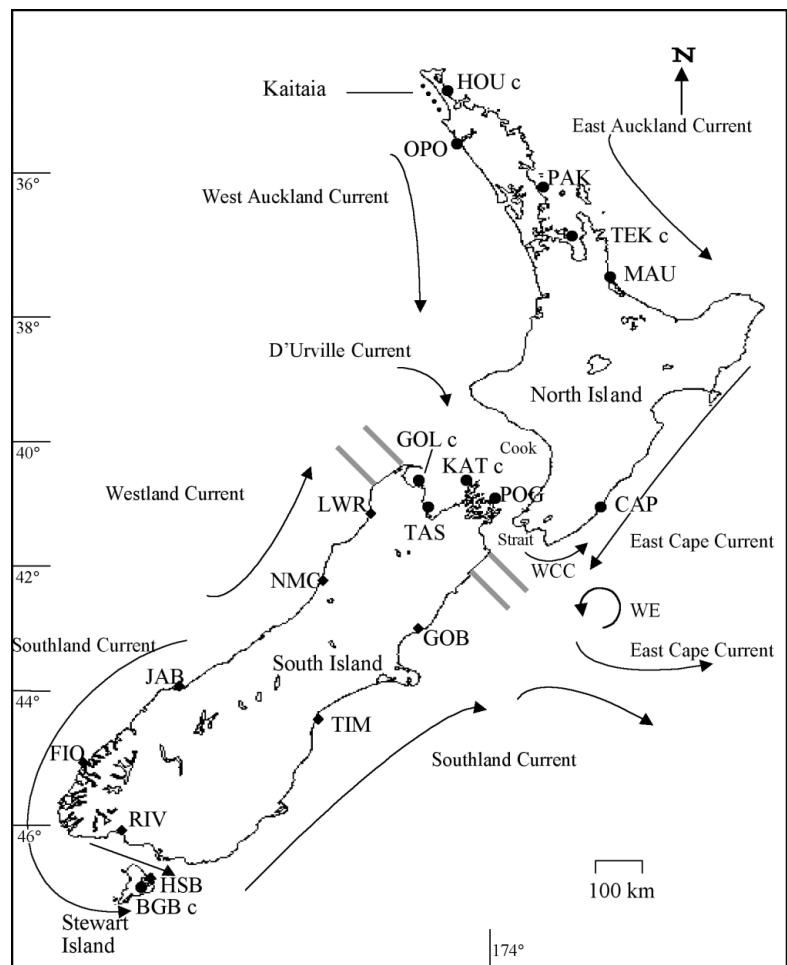 N
HOU c
Kaitaia
East Auckland Current
OPO
36°
PAK
West Auckland Current
TEK c
MAU
38°
D'Urville Current
North Island
40°
GOL c
Cook
KAT c
Westland Current
POG
LWR
CAP
TAS
Strait
East Cape Current
42°
WCC
NMC
WE
GOB
Southland Current
East Cape Current
South Island
JAB
44°
TIM
FIO
Southland Current
RIV
46°
HSB
100 km
BGB c
Stewart
Island
174°